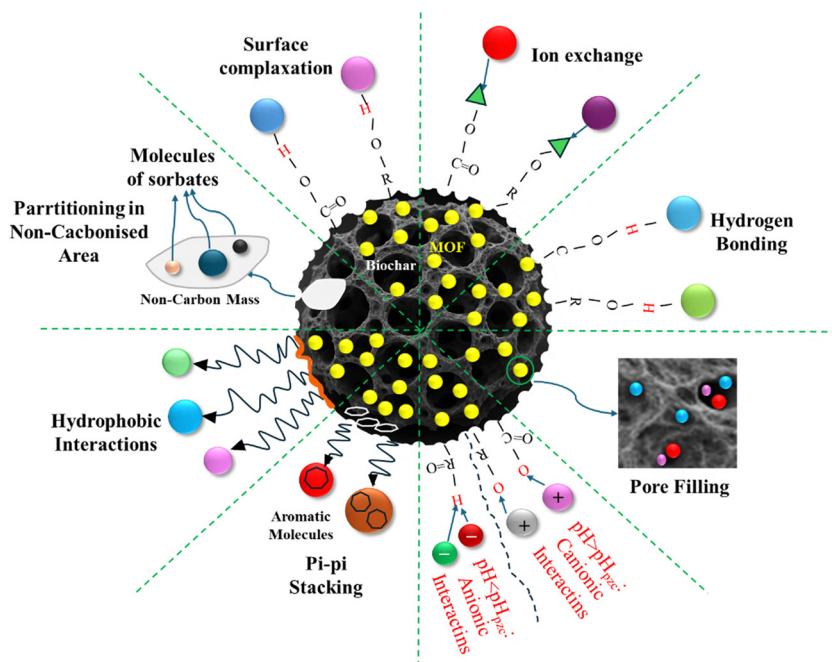 Surface
complaxation
H
O
R
H
O
C=O
Ion exchange
O
C=O
O
R
Molecules
of sorbates
Parrtitioning in
Non-Cacbonised
Area
Non-Carbon Mass
Biochar
MOF
C
O
H
R
O
H
Hydrogen
Bonding
Hydrophobic
Interactions
Aromatic
Molecules
Pi-pi
Stacking
R=O
H
−
−
R
O
+
C=O
O
+
pH<pHpzc:
Anionic
Interactins
pH>pHpzc:
Canionic
Interactins
Pore Filling